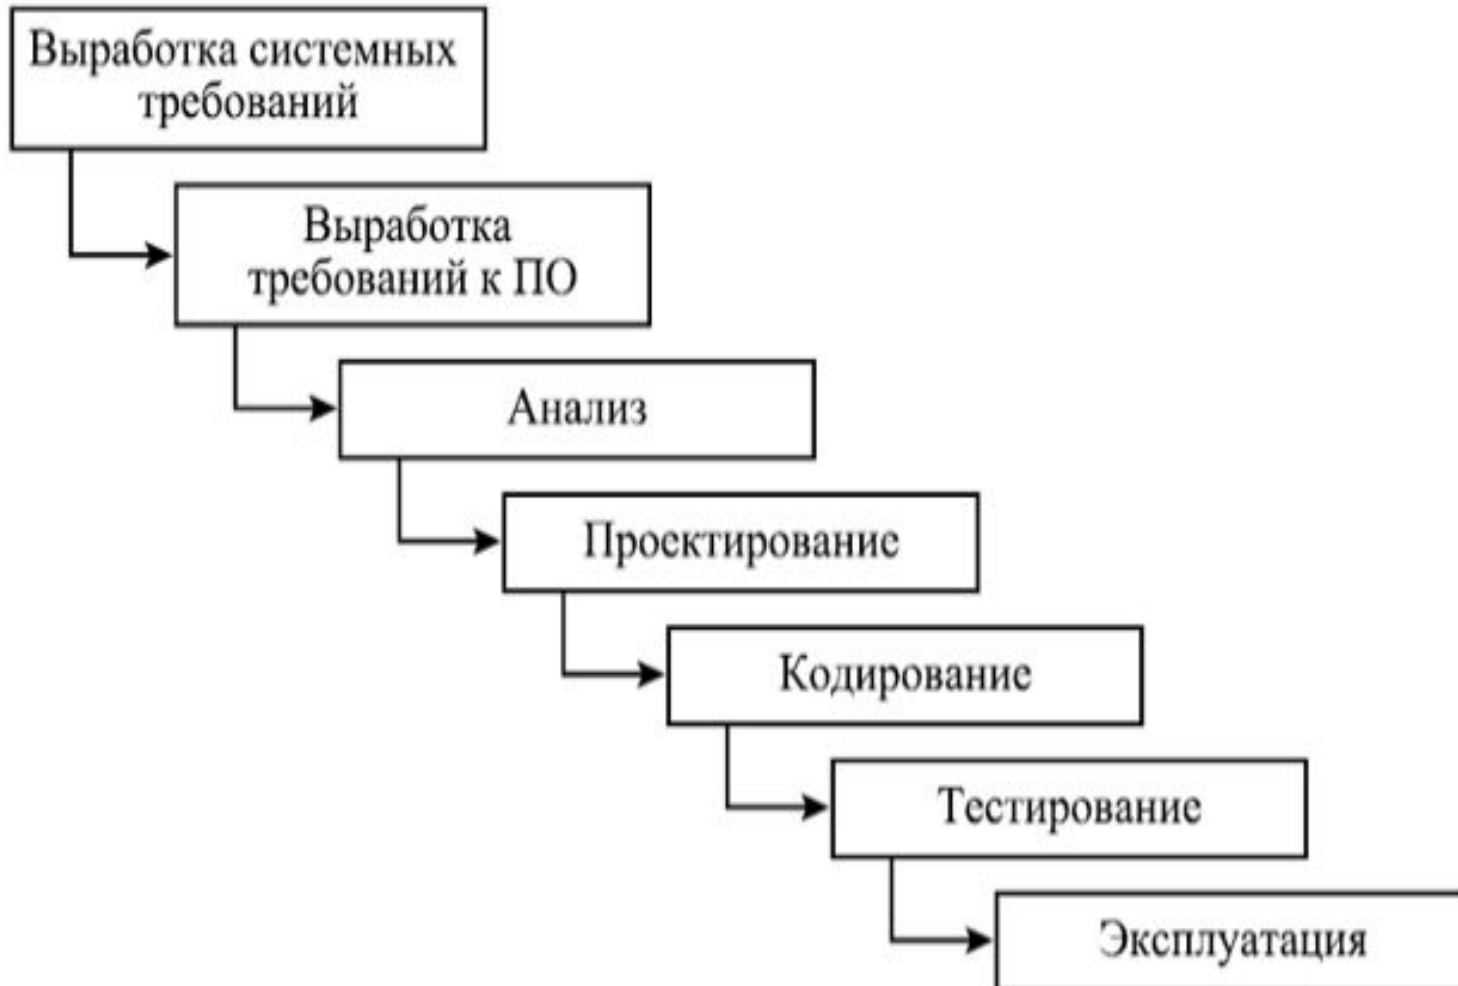 Выработка системных
требований
Выработка
требований к ПО
Анализ
Проектирование
Кодирование
Тестирование
Эксплуатация